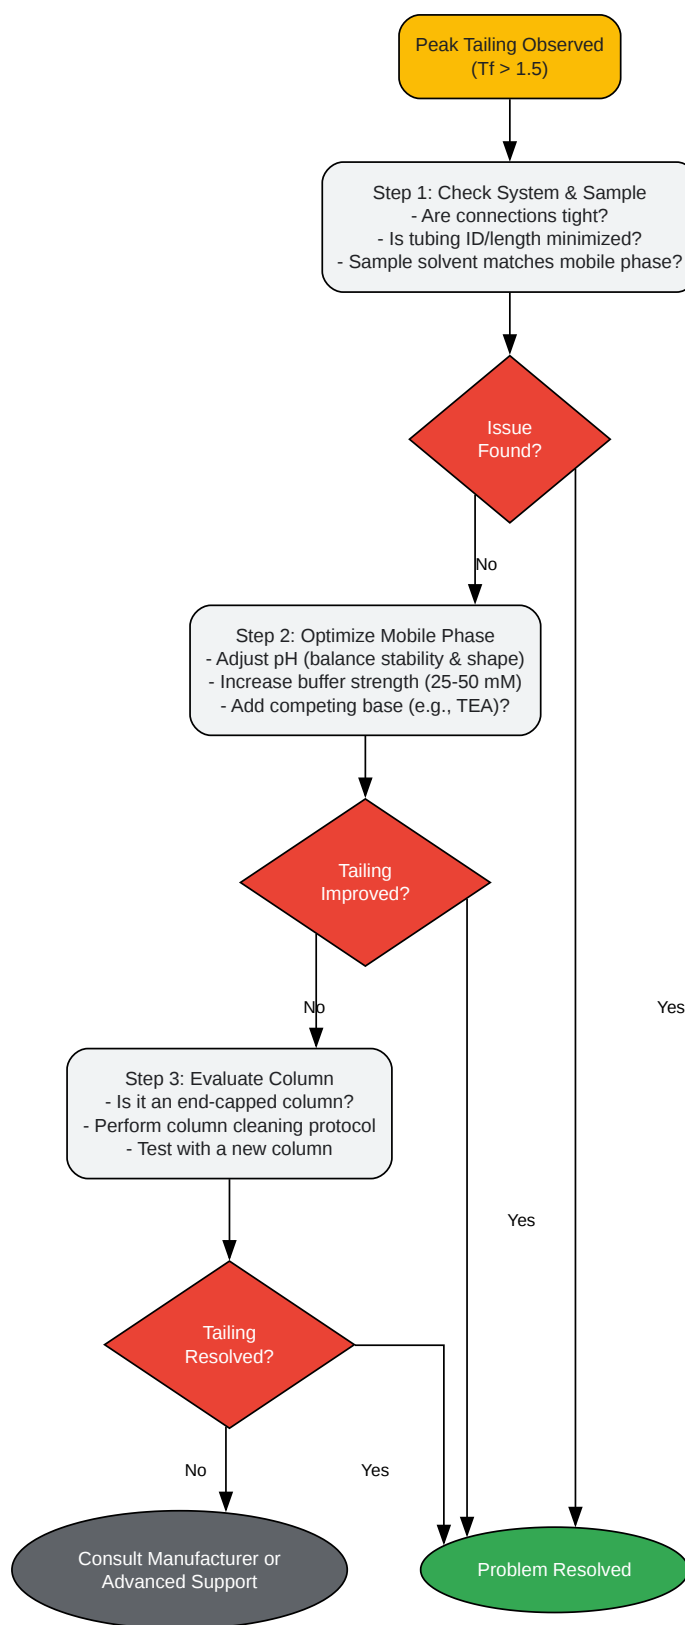 Peak Tailing Observed
(Tf > 1.5)
Step 1: Check System & Sample
- Are connections tight?
- Is tubing ID/length minimized?
- Sample solvent matches mobile phase?
Issue
Found?
No
Step 2: Optimize Mobile Phase
- Adjust pH (balance stability & shape)
- Increase buffer strength (25-50 mM)
- Add competing base (e.g., TEA)?
Tailing
Improved?
No
Yes
Step 3: Evaluate Column
- Is it an end-capped column?
- Perform column cleaning protocol
- Test with a new column
Yes
Tailing
Resolved?
No
Yes
Consult Manufacturer or
Advanced Support
Problem Resolved